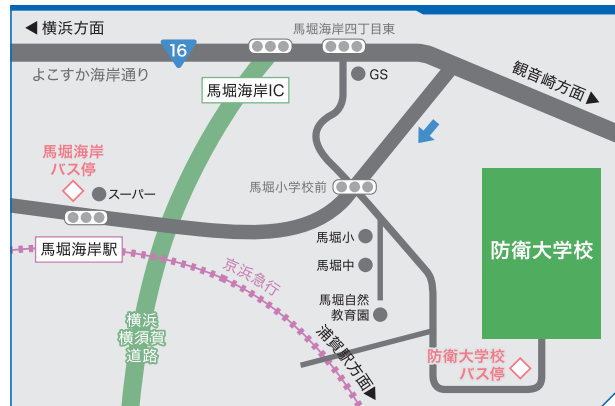 ◀ 横浜方面
馬堀海岸四丁目東
16
よこすか海岸通り
GS
観音崎方面▶
馬堀海岸IC
馬堀海岸
バス停
スーパー
馬堀小学校前
馬堀海岸駅
京浜急行
馬堀小
馬堀中
馬堀自然
教育園
防衛大学校
横浜
横須賀
道路
浦賀駅方面▶
防衛大学校
バス停